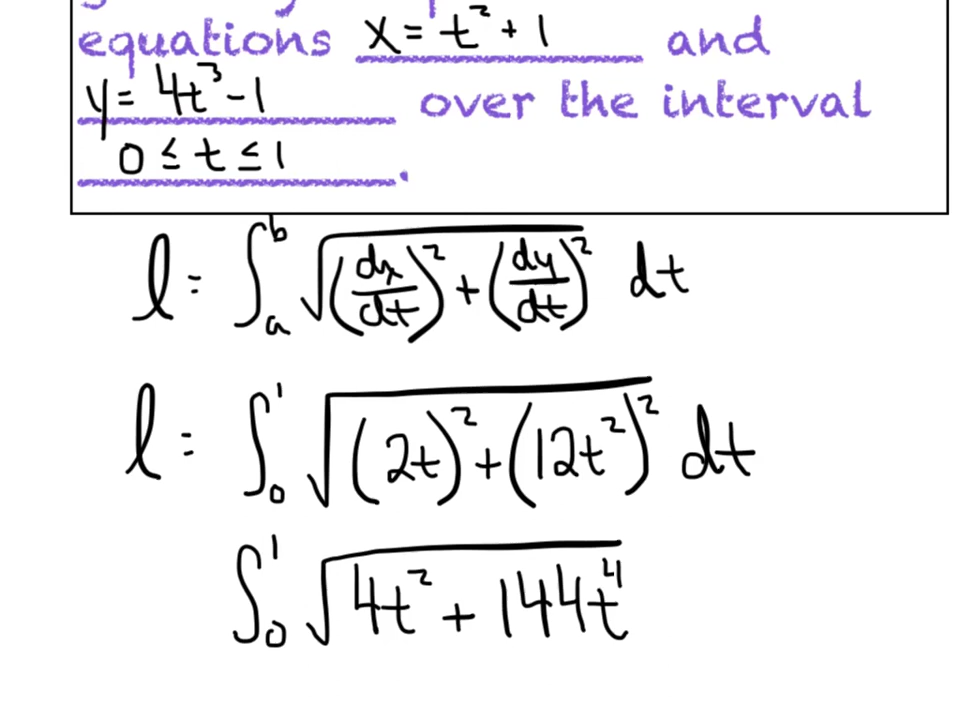 equations x = t² + 1 and
y = 4t³ - 1 over the interval
0 ≤ t ≤ 1.
l = ∫ₐᵇ √((dx/dt)² + (dy/dt)²) dt
l = ∫₀¹ √((2t)² + (12t²)²) dt
∫₀¹ √(4t² + 144t⁴)